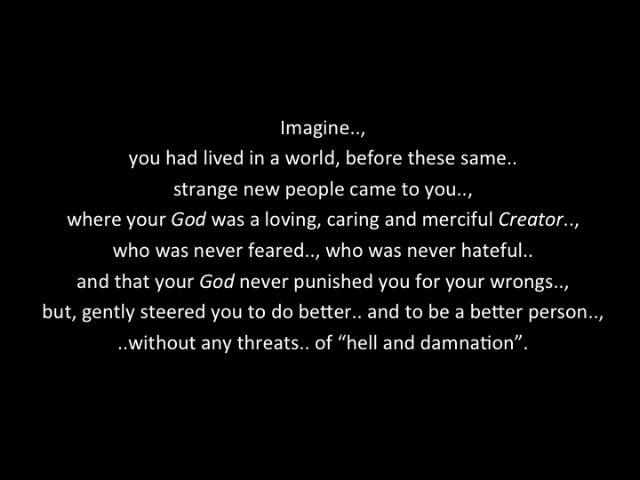 Imagine..,
you had lived in a world, before these same..
strange new people came to you..,
where your God was a loving, caring and merciful Creator..,
who was never feared.., who was never hateful..
and that your God never punished you for your wrongs..,
but, gently steered you to do better.. and to be a better person..,
..without any threats.. of “hell and damnation”.